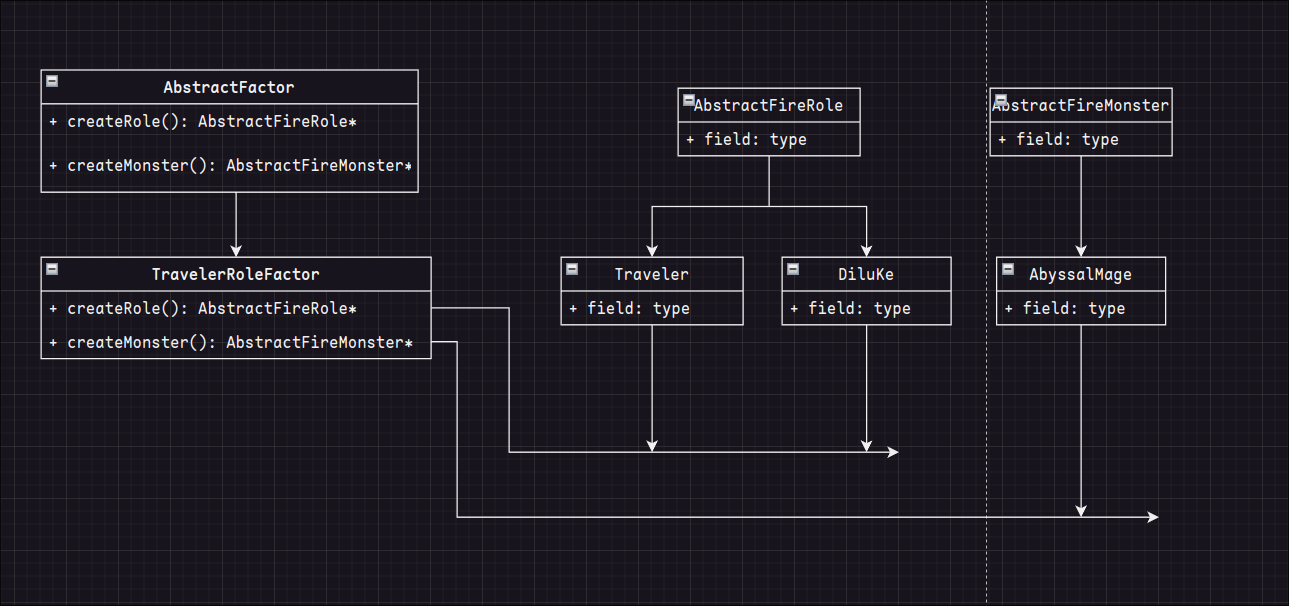 AbstractFactor
+ createRole(): AbstractFireRole*
+ createMonster(): AbstractFireMonster*
TravelerRoleFactor
+ createRole(): AbstractFireRole*
+ createMonster(): AbstractFireMonster*
AbstractFireRole
+ field: type
Traveler
+ field: type
DiluKe
+ field: type
AbstractFireMonster
+ field: type
AbyssalMage
+ field: type